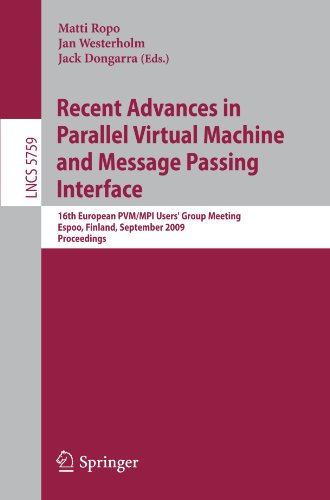 Matti Ropo
Jan Westerholm
Jack Dongarra (Eds.)
LNCS 5759
Recent Advances in
Parallel Virtual Machine
and Message Passing
Interface
16th European PVM/MPI Users' Group Meeting
Espoo, Finland, September 2009
Proceedings
Springer